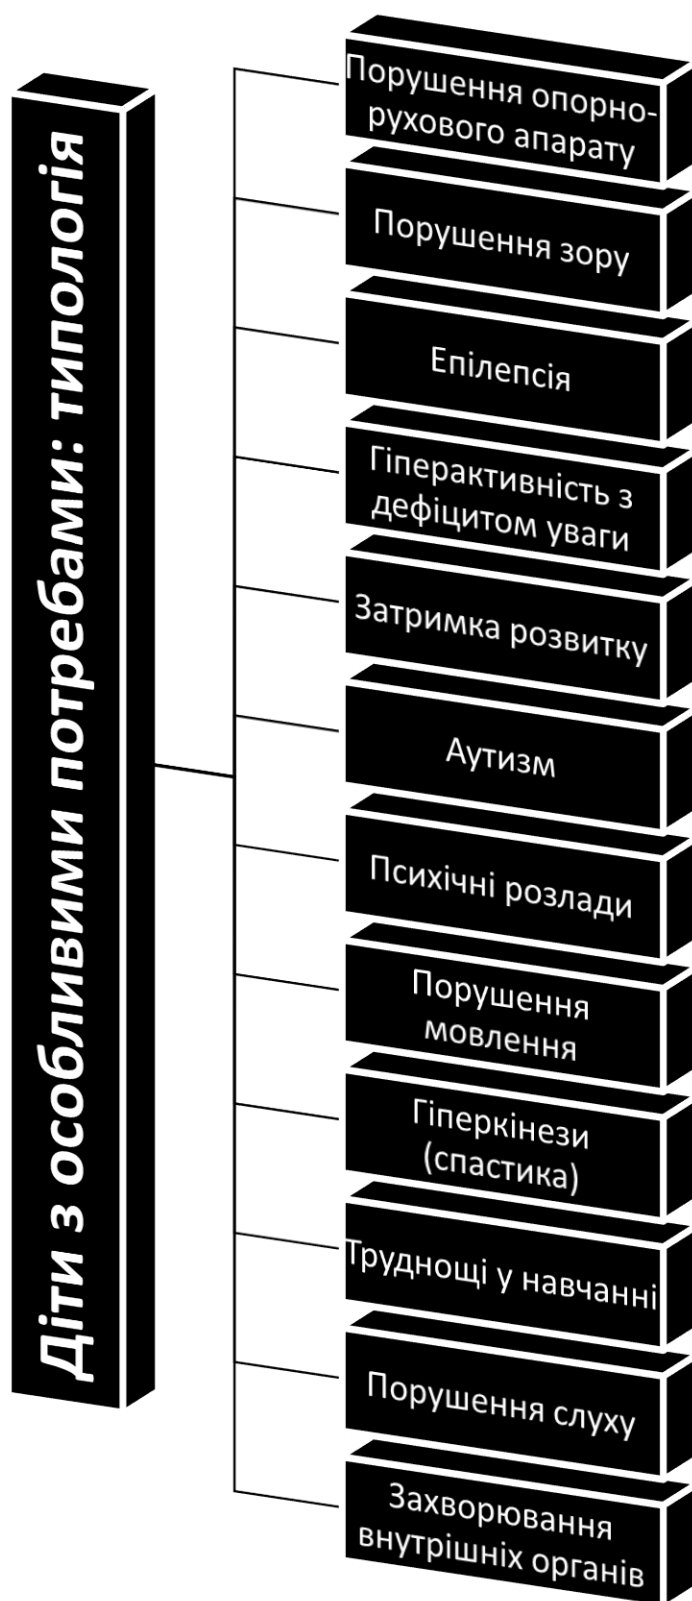 Діти з особливими потребами: типологія
Порушення опорно-
рухового апарату
Порушення зору
Епілепсія
Гіперактивність з
дефіцитом уваги
Затримка розвитку
Аутизм
Психічні розлади
Порушення
мовлення
Гіперкінези
(спастика)
Труднощі у навчанні
Порушення слуху
Захворювання
внутрішніх органів